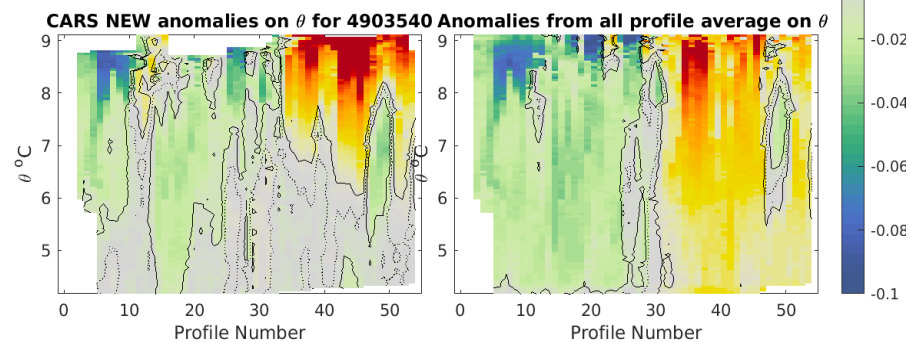 CARS NEW anomalies on θ for 4903540
Anomalies from all profile average on θ
9
8
7
6
5
θ °C
0 10 20 30 40 50
Profile Number
9
8
7
6
5
θ °C
0 10 20 30 40 50
Profile Number
-0.02
-0.04
-0.06
-0.08
-0.1